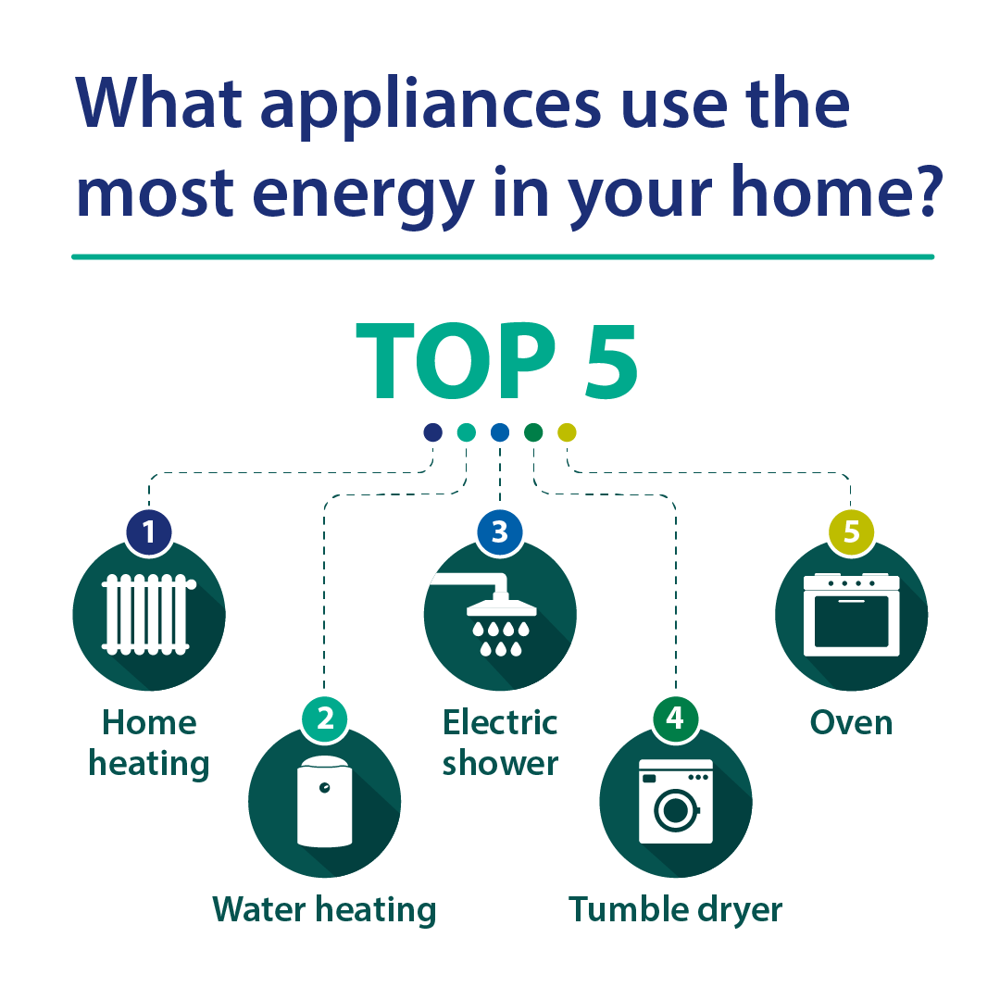 What appliances use the
most energy in your home?
TOP 5
1
Home
heating
2
Water heating
3
Electric
shower
4
Tumble dryer
5
Oven